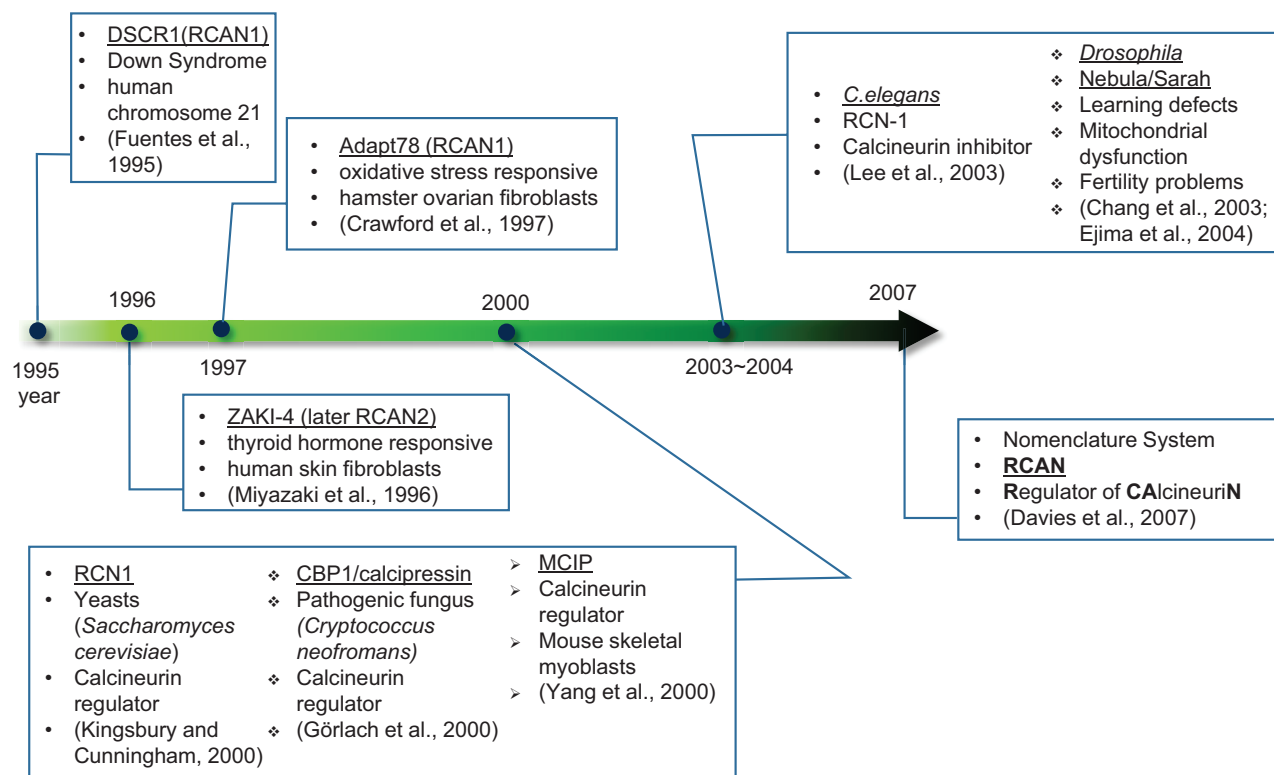 • DSCR1(RCAN1)
• Down Syndrome
• human
chromosome 21
• (Fuentes et al.,
1995)
• Adapt78 (RCAN1)
• oxidative stress responsive
• hamster ovarian fibroblasts
• (Crawford et al., 1997)
• C.elegans
• RCN-1
• Calcineurin inhibitor
• (Lee et al., 2003)
❖ Drosophila
❖ Nebula/Sarah
❖ Learning defects
❖ Mitochondrial
dysfunction
❖ Fertility problems
❖ (Chang et al., 2003;
Ejima et al., 2004)
1996
2000
2007
1995
year
1997
2003~2004
• ZAKI-4 (later RCAN2)
• thyroid hormone responsive
• human skin fibroblasts
• (Miyazaki et al., 1996)
• Nomenclature System
• RCAN
• Regulator of CAlcineuriN
• (Davies et al., 2007)
• RCN1
• Yeasts
(Saccharomyces
cerevisiae)
• Calcineurin
regulator
• (Kingsbury and
Cunningham, 2000)
❖ CBP1/calcipressin
❖ Pathogenic fungus
(Cryptococcus
neofromans)
❖ Calcineurin
regulator
❖ (Görlach et al., 2000)
➢ MCIP
➢ Calcineurin
regulator
➢ Mouse skeletal
myoblasts
➢ (Yang et al., 2000)